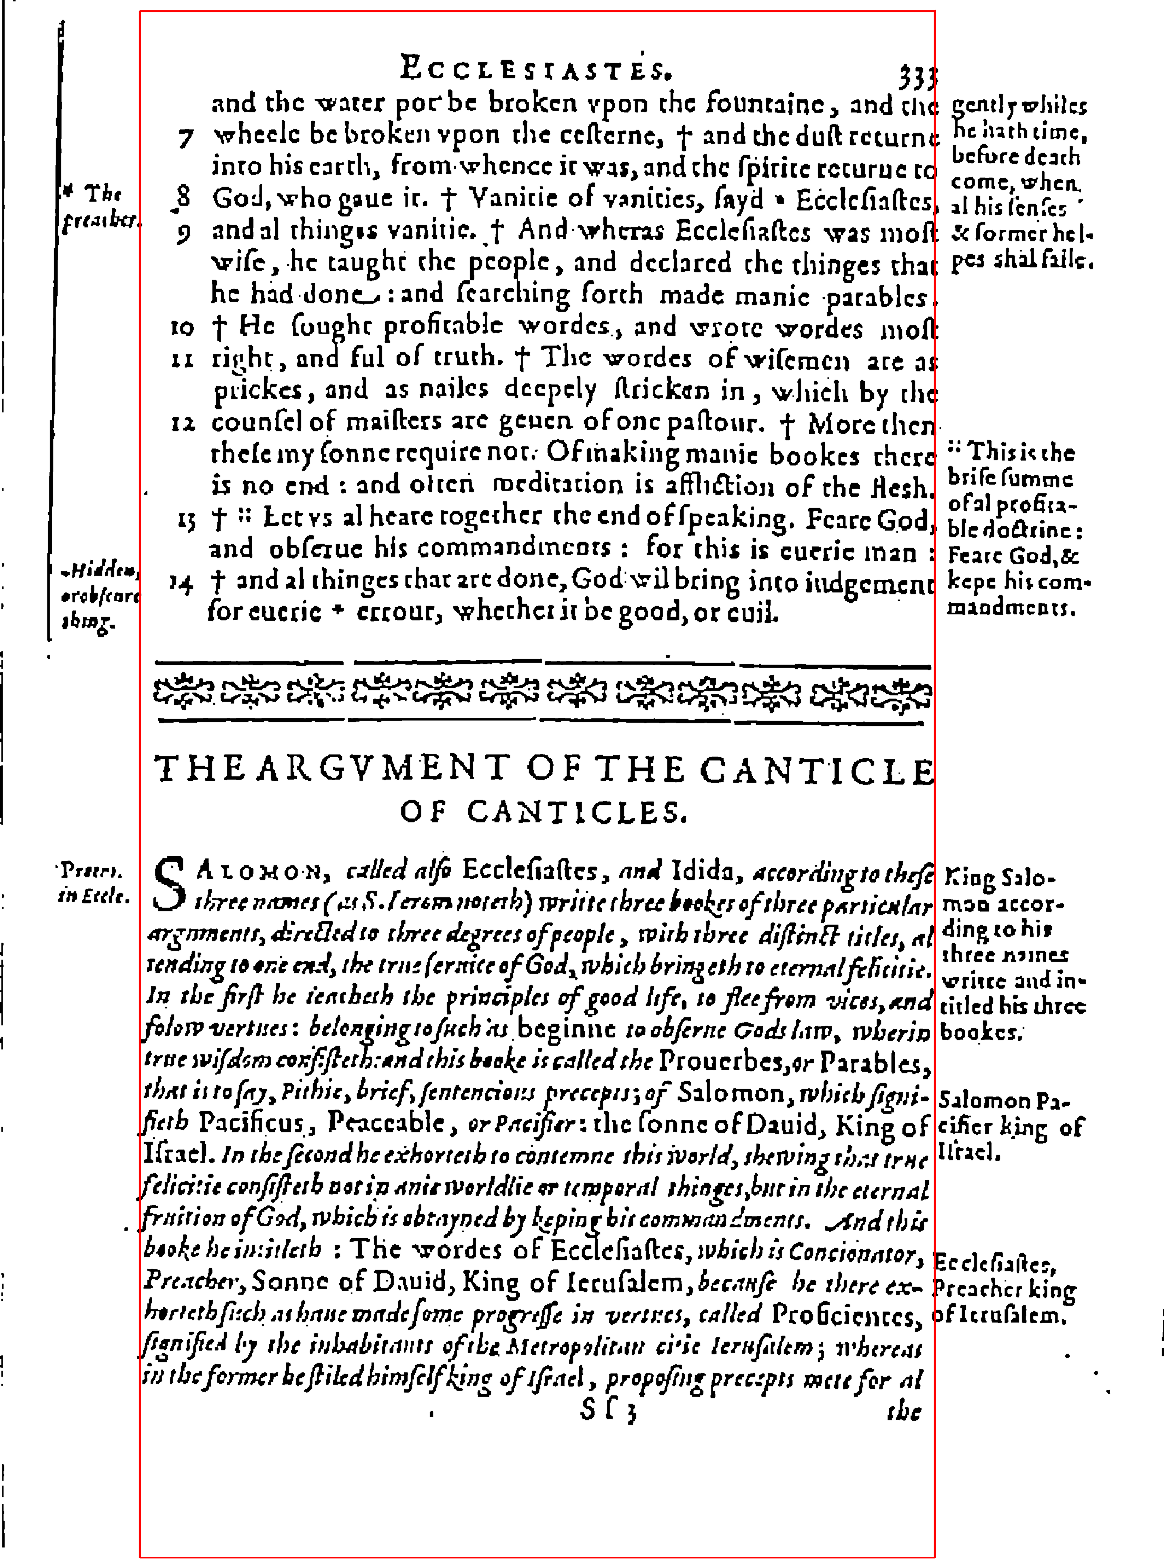 ECCLESIASTES. 333
and the water pot be broken vpon the fountaine, and the
7 wheele be broken vpon the cesterne, † and the dust returne
into his earth, from whence it was, and the spirite returne to
8 God, who gaue it. † Vanitie of vanities, sayd * Ecclesiastes,
9 and al thinges vanitie. † And wheras Ecclesiastes was most
wise, he taught the people, and declared the thinges that
he had done: and searching forth made manie parables.
10 † He sought profitable wordes, and wrote wordes most
11 right, and ful of truth. † The wordes of wisemen are as
prickes, and as nailes deepely stricken in, which by the
12 counsel of maisters are geuen of one pastour. † More then
these my sonne require not. Of making manie bookes there
is no end: and often meditation is affliction of the flesh.
13 † :: Let vs al heare together the end of speaking. Feare God,
and obserue his commandments: for this is euerie man:
14 † and al thinges that are done, God wil bring into iudgement
for euerie * errour, whether it be good, or euil.
* The
preacher.
* Hidden,
or obscure
thing.
gently whiles
he hath time,
before death
come, when
al his senses
& former hel-
pes shal faile.
:: This is the
brife summe
of al profita-
ble doctrine:
Feare God, &
kepe his com-
mandments.
THE ARGVMENT OF THE CANTICLE
OF CANTICLES.
SALOMON, called also Ecclesiastes, and Idida, according to these
three names (as S. Ierom noteth) writte three bookes of three particular
arguments, directed to three degrees of people, with three distinct titles, al
tending to one end, the true seruice of God, which bringeth to eternal felicitie.
In the first he teacheth the principles of good life, to flee from vices, and
folow vertues: belonging to such as beginne to obserue Gods law, wherin
true wisdom consisteth: and this booke is called the Prouerbes, or Parables,
that is to say, Pithie, brief, sentencious precepts; of Salomon, which signi-
fieth Pacificus, Peaceable, or Pacifier: the sonne of Dauid, King of
Israel. In the second he exhorteth to contemne this world, shewing that true
felicitie consisteth not in anie worldlie or temporal thinges, but in the eternal
fruition of God, which is obtayned by keping his commandments. And this
booke he intitleth: The wordes of Ecclesiastes, which is Concionator,
Preacher, Sonne of Dauid, King of Ierusalem, because he there ex-
horteth such as haue made some progresse in vertues, called Proficientes,
signified by the inhabitants of the Metropolitan citie Ierusalem; whereas
in the former he stiled himself king of Israel, proposing precepts mete for al
Sſ 3 the
in Eccle.
King Salo-
mon accor-
ding to his
three names
writte and in-
titled his three
bookes.
Salomon Pa-
cifier king of
Israel.
Ecclesiastes,
Preacher king
of Ierusalem.